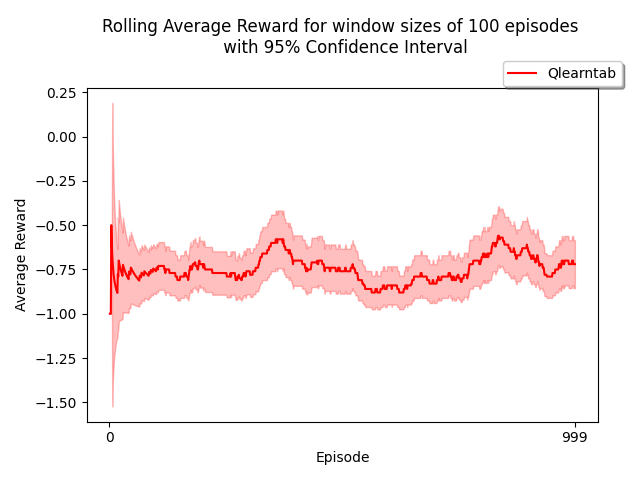 Rolling Average Reward for window sizes of 100 episodes
with 95% Confidence Interval
Qlearntab
0.25
0.00
−0.25
−0.50
−0.75
−1.00
−1.25
−1.50
Average Reward
0
999
Episode